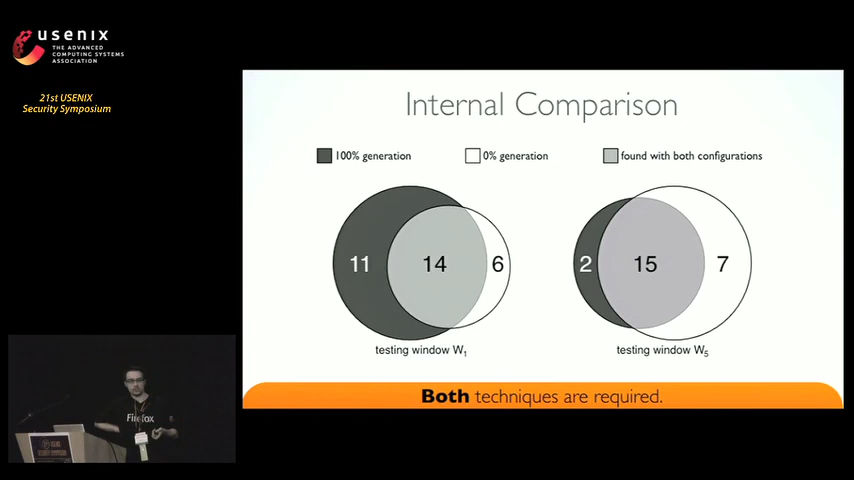 usenix
THE ADVANCED
COMPUTING SYSTEMS
ASSOCIATION
21st USENIX
Security Symposium
Internal Comparison
100% generation
0% generation
found with both configurations
11
14
6
2
15
7
testing window W1
testing window W5
Both techniques are required.
Firefox